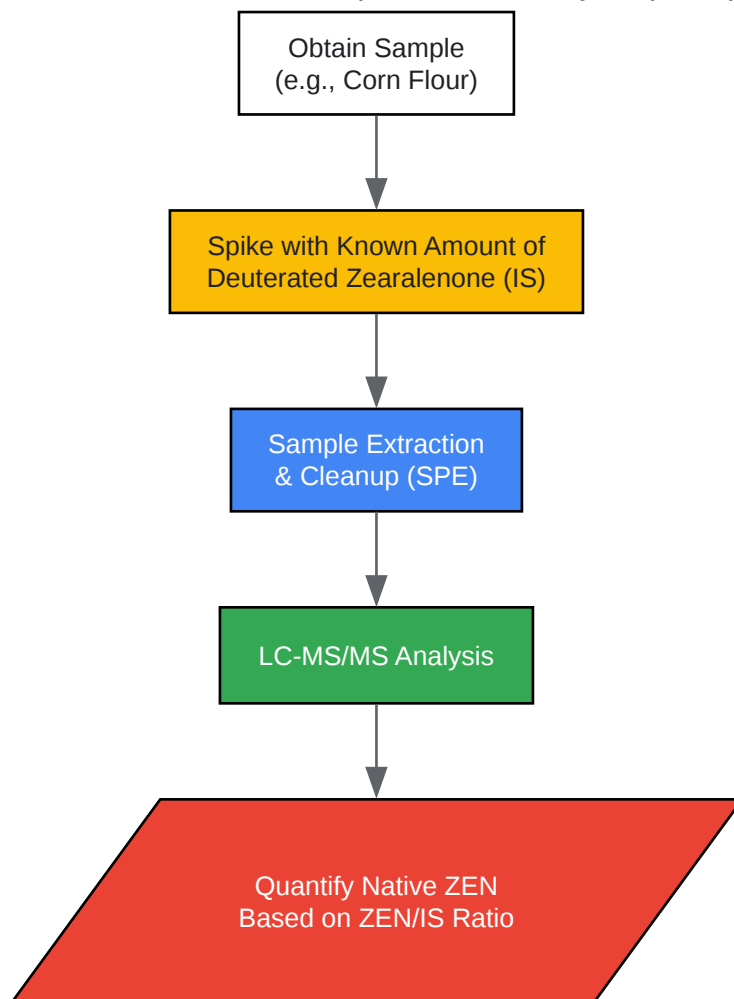 Obtain Sample
(e.g., Corn Flour)
Spike with Known Amount of
Deuterated Zearalenone (IS)
Sample Extraction
& Cleanup (SPE)
LC-MS/MS Analysis
Quantify Native ZEN
Based on ZEN/IS Ratio